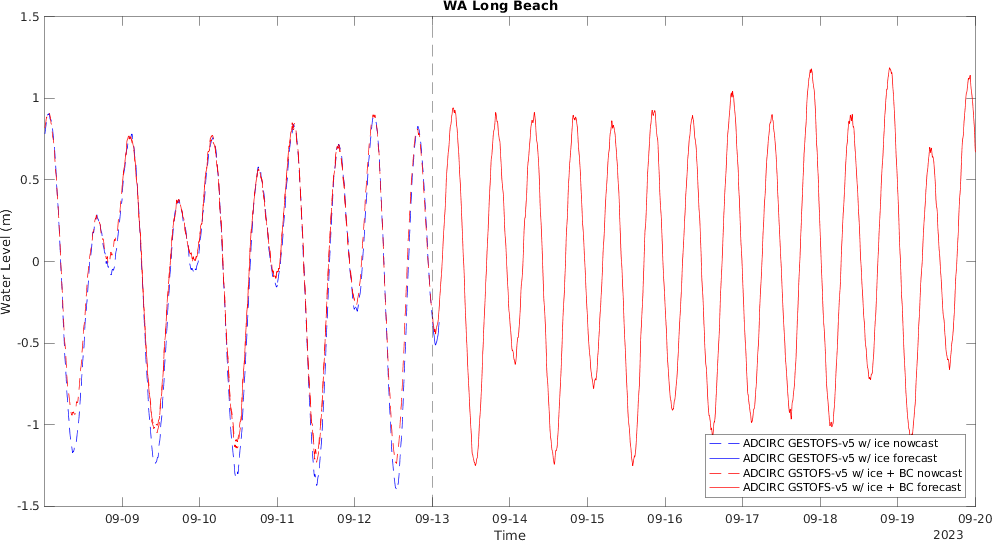 WA Long Beach
1.5
1
0.5
0
-0.5
-1
-1.5
Water Level (m)
09-09
09-10
09-11
09-12
09-13
09-14
09-15
09-16
09-17
09-18
09-19
09-20
Time
2023
ADCIRC GESTOFS-v5 w/ ice nowcast
ADCIRC GESTOFS-v5 w/ ice forecast
ADCIRC GSTOFS-v5 w/ ice + BC nowcast
ADCIRC GSTOFS-v5 w/ ice + BC forecast